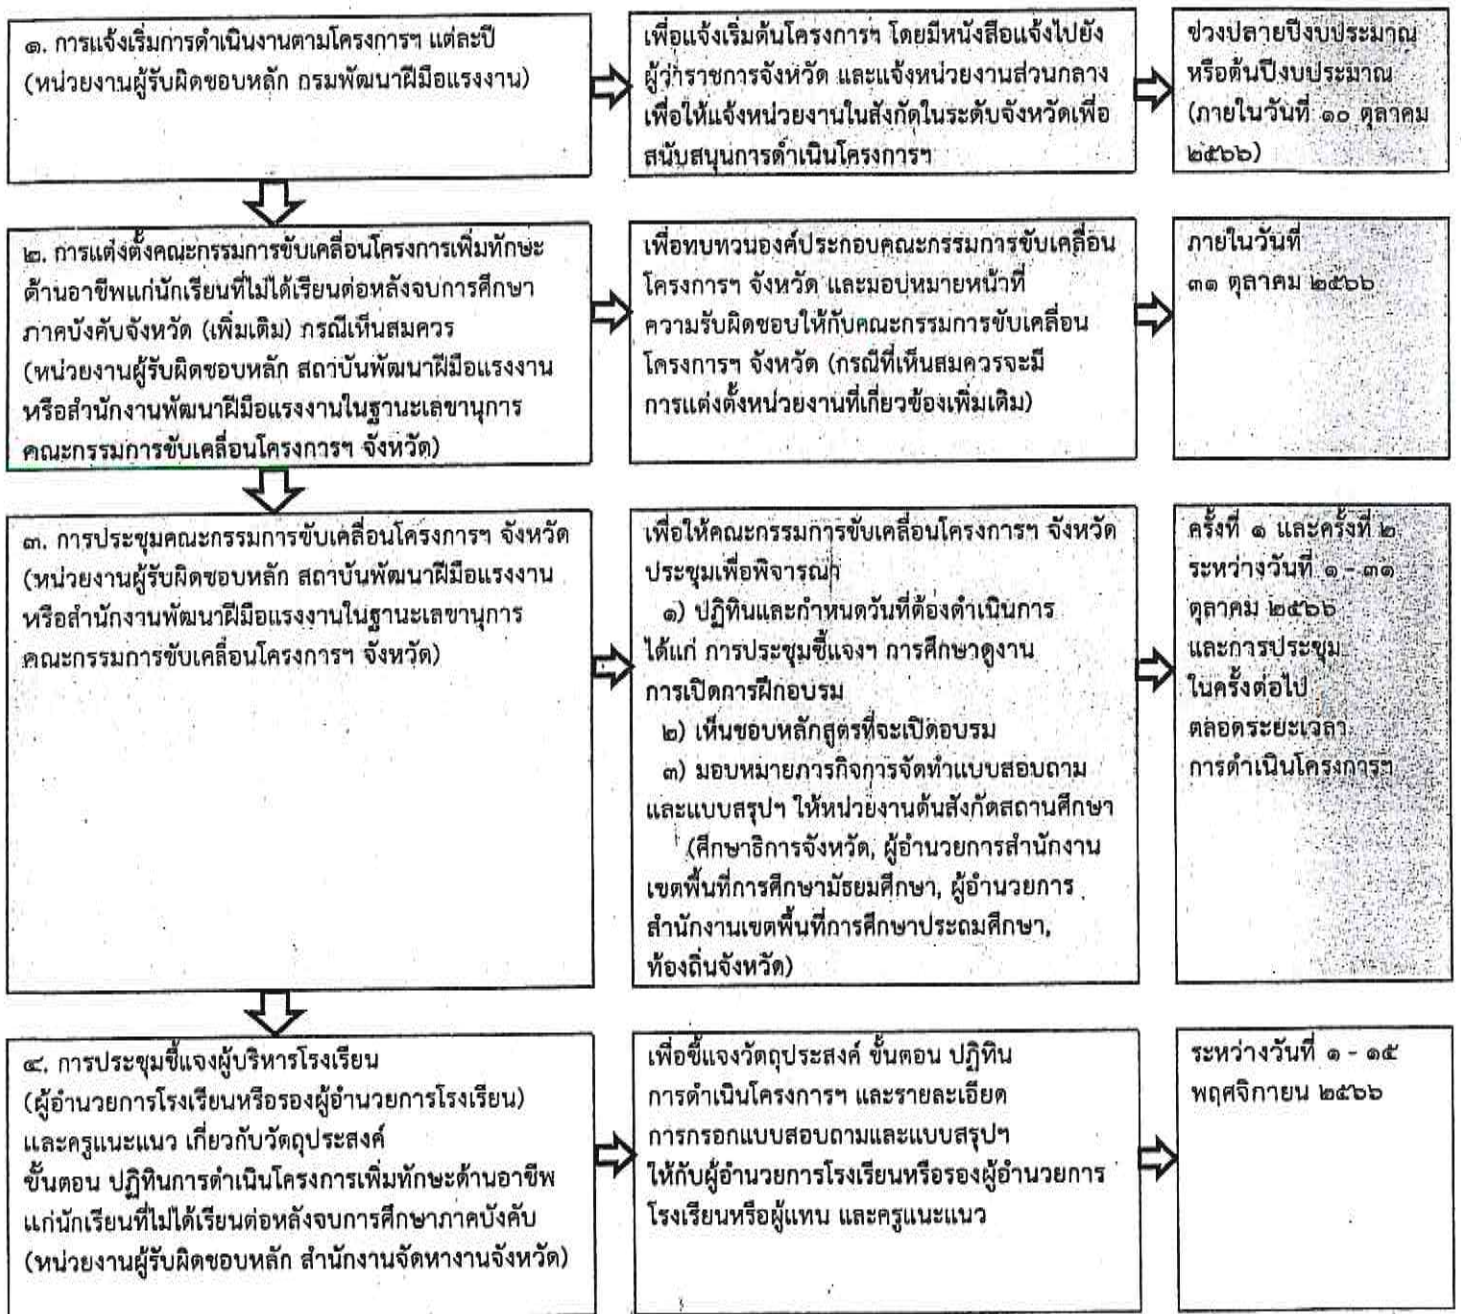 ๑. การแจ้งเริ่มการดำเนินงานตามโครงการฯ แต่ละปี
(หน่วยงานผู้รับผิดชอบหลัก กรมพัฒนาฝีมือแรงงาน)
เพื่อแจ้งเริ่มต้นโครงการฯ โดยมีหนังสือแจ้งไปยัง
ผู้ว่าราชการจังหวัด และแจ้งหน่วยงานส่วนกลาง
เพื่อให้แจ้งหน่วยงานในสังกัดในระดับจังหวัดเพื่อ
สนับสนุนการดำเนินโครงการฯ
ช่วงปลายปีงบประมาณ
หรือต้นปีงบประมาณ
(ภายในวันที่ ๑๐ ตุลาคม
๒๕๖๖)
๒. การแต่งตั้งคณะกรรมการขับเคลื่อนโครงการเพิ่มทักษะ
ด้านอาชีพแก่นักเรียนที่ไม่ได้เรียนต่อหลังจบการศึกษา
ภาคบังคับจังหวัด (เพิ่มเติม) กรณีเห็นสมควร
(หน่วยงานผู้รับผิดชอบหลัก สถาบันพัฒนาฝีมือแรงงาน
หรือสำนักงานพัฒนาฝีมือแรงงานในฐานะเลขานุการ
คณะกรรมการขับเคลื่อนโครงการฯ จังหวัด)
เพื่อทบทวนองค์ประกอบคณะกรรมการขับเคลื่อน
โครงการฯ จังหวัด และมอบหมายหน้าที่
ความรับผิดชอบให้กับคณะกรรมการขับเคลื่อน
โครงการฯ จังหวัด (กรณีที่เห็นสมควรจะมี
การแต่งตั้งหน่วยงานที่เกี่ยวข้องเพิ่มเติม)
ภายในวันที่
๓๑ ตุลาคม ๒๕๖๖
๓. การประชุมคณะกรรมการขับเคลื่อนโครงการฯ จังหวัด
(หน่วยงานผู้รับผิดชอบหลัก สถาบันพัฒนาฝีมือแรงงาน
หรือสำนักงานพัฒนาฝีมือแรงงานในฐานะเลขานุการ
คณะกรรมการขับเคลื่อนโครงการฯ จังหวัด)
เพื่อให้คณะกรรมการขับเคลื่อนโครงการฯ จังหวัด
ประชุมเพื่อพิจารณา
๑) ปฏิทินและกำหนดวันที่ต้องดำเนินการ
ได้แก่ การประชุมชี้แจงฯ การศึกษาดูงาน
การเปิดการฝึกอบรม
๒) เห็นชอบหลักสูตรที่จะเปิดอบรม
๓) มอบหมายภารกิจการจัดทำแบบสอบถาม
และแบบสรุปฯ ให้หน่วยงานต้นสังกัดสถานศึกษา
(ศึกษาธิการจังหวัด, ผู้อำนวยการสำนักงาน
เขตพื้นที่การศึกษามัธยมศึกษา, ผู้อำนวยการ
สำนักงานเขตพื้นที่การศึกษาประถมศึกษา,
ท้องถิ่นจังหวัด)
ครั้งที่ ๑ และครั้งที่ ๒
ระหว่างวันที่ ๑ - ๓๑
ตุลาคม ๒๕๖๖
และการประชุม
ในครั้งต่อไป
ตลอดระยะเวลา
การดำเนินโครงการฯ
๔. การประชุมชี้แจงผู้บริหารโรงเรียน
(ผู้อำนวยการโรงเรียนหรือรองผู้อำนวยการโรงเรียน)
และครูแนะแนว เกี่ยวกับวัตถุประสงค์
ขั้นตอน ปฏิทินการดำเนินโครงการเพิ่มทักษะด้านอาชีพ
แก่นักเรียนที่ไม่ได้เรียนต่อหลังจบการศึกษาภาคบังคับ
(หน่วยงานผู้รับผิดชอบหลัก สำนักงานจัดหางานจังหวัด)
เพื่อชี้แจงวัตถุประสงค์ ขั้นตอน ปฏิทิน
การดำเนินโครงการฯ และรายละเอียด
การกรอกแบบสอบถามและแบบสรุปฯ
ให้กับผู้อำนวยการโรงเรียนหรือรองผู้อำนวยการ
โรงเรียนหรือผู้แทน และครูแนะแนว
ระหว่างวันที่ ๑ - ๑๕
พฤศจิกายน ๒๕๖๖